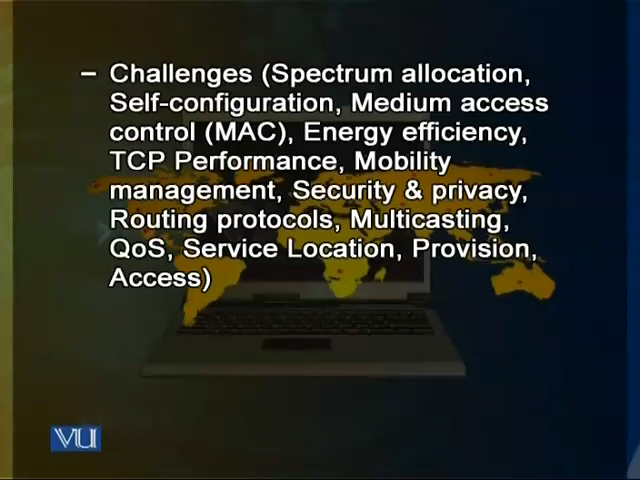 – Challenges (Spectrum allocation,
Self-configuration, Medium access
control (MAC), Energy efficiency,
TCP Performance, Mobility
management, Security & privacy,
Routing protocols, Multicasting,
QoS, Service Location, Provision,
Access)
VU